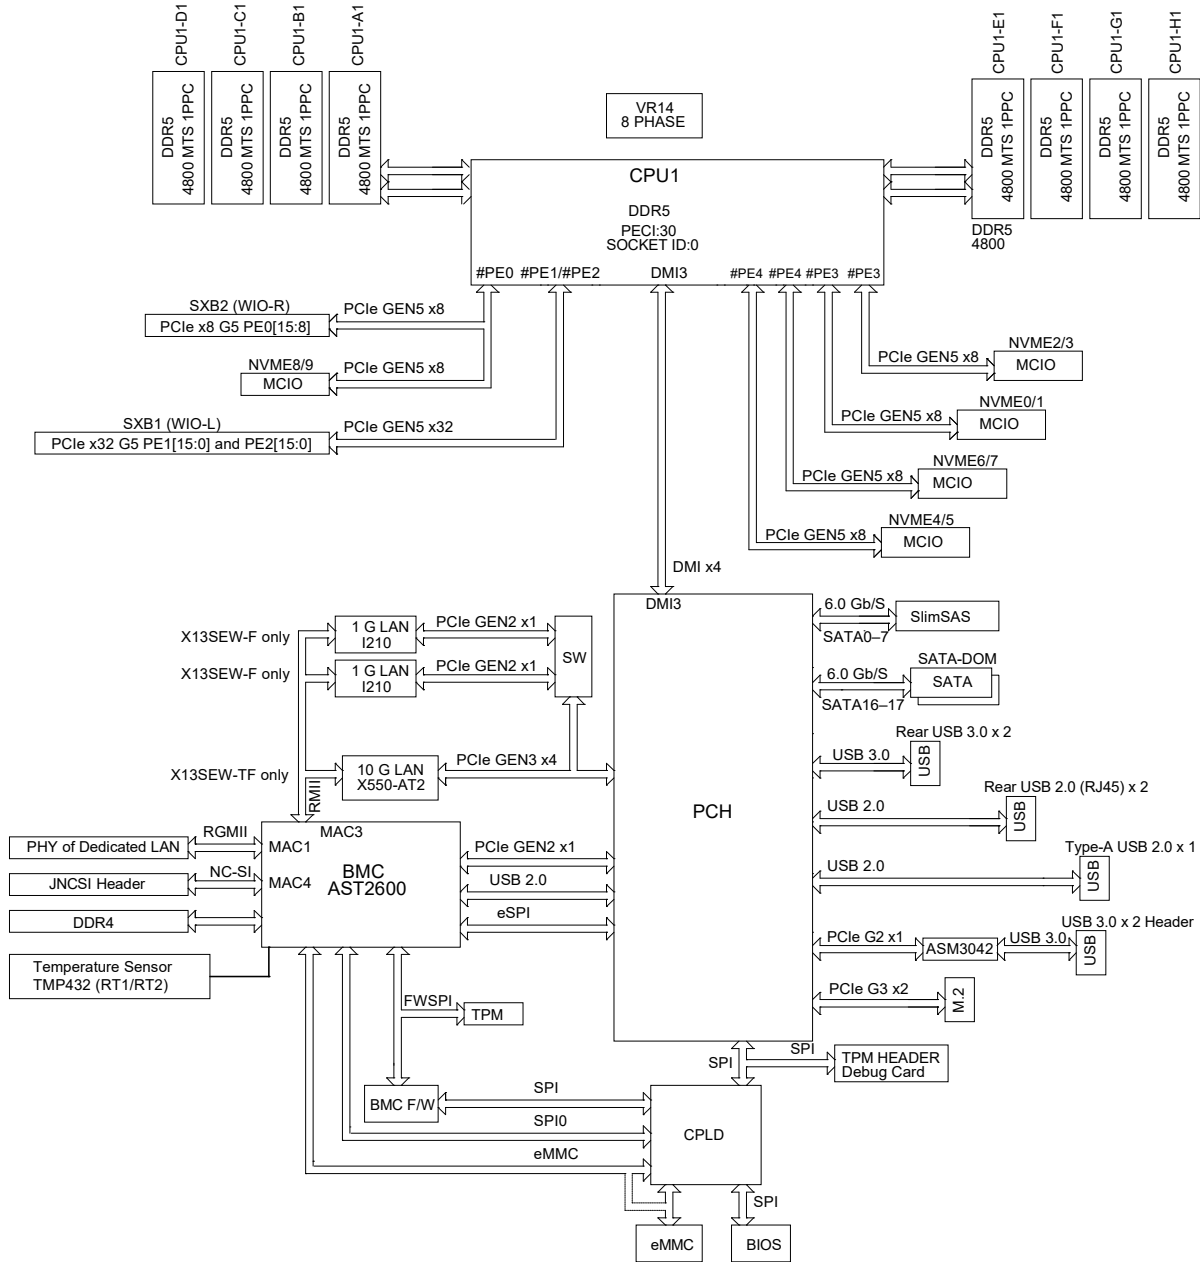 CPU1-D1
CPU1-C1
CPU1-B1
CPU1-A1
CPU1-E1
CPU1-F1
CPU1-G1
CPU1-H1
DDR5
4800 MTS 1PPC
DDR5
4800 MTS 1PPC
DDR5
4800 MTS 1PPC
DDR5
4800 MTS 1PPC
VR14
8 PHASE
DDR5
4800 MTS 1PPC
DDR5
4800 MTS 1PPC
DDR5
4800 MTS 1PPC
DDR5
4800 MTS 1PPC
DDR5
4800
CPU1
DDR5
PECI:30
SOCKET ID:0
#PE0
#PE1/#PE2
DMI3
#PE4
#PE4
#PE3
#PE3
SXB2 (WIO-R)
PCIe x8 G5 PE0[15:8]
PCIe GEN5 x8
NVME8/9
MCIO
PCIe GEN5 x8
SXB1 (WIO-L)
PCIe x32 G5 PE1[15:0] and PE2[15:0]
PCIe GEN5 x32
NVME2/3
PCIe GEN5 x8
MCIO
NVME0/1
PCIe GEN5 x8
MCIO
NVME6/7
PCIe GEN5 x8
MCIO
NVME4/5
PCIe GEN5 x8
MCIO
DMI x4
DMI3
PCH
X13SEW-F only
1 G LAN
I210
PCIe GEN2 x1
SW
X13SEW-F only
1 G LAN
I210
PCIe GEN2 x1
X13SEW-TF only
10 G LAN
X550-AT2
PCIe GEN3 x4
RMII
6.0 Gb/S
SATA0–7
SlimSAS
SATA-DOM
6.0 Gb/S
SATA
SATA16–17
Rear USB 3.0 x 2
USB 3.0
USB
Rear USB 2.0 (RJ45) x 2
USB 2.0
USB
Type-A USB 2.0 x 1
USB 2.0
USB
USB 3.0 x 2 Header
PCIe G2 x1
ASM3042
USB 3.0
USB
PCIe G3 x2
M.2
MAC3
MAC1
MAC4
BMC
AST2600
PHY of Dedicated LAN
RGMII
JNCSI Header
NC-SI
DDR4
Temperature Sensor
TMP432 (RT1/RT2)
PCIe GEN2 x1
USB 2.0
eSPI
FWSPI
TPM
SPI
SPI
TPM HEADER
Debug Card
BMC F/W
SPI
SPI0
eMMC
CPLD
SPI
eMMC
BIOS